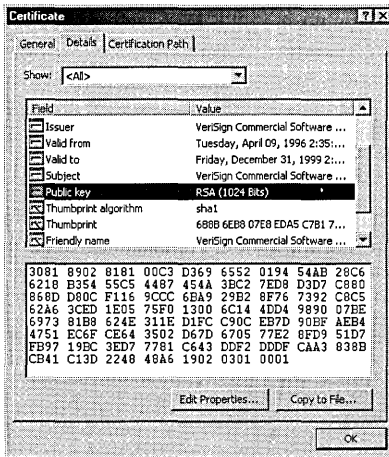 Certificate
General Details Certification Path
Show: <All>
Field Value
Issuer VeriSign Commercial Software ...
Valid from Tuesday, April 09, 1996 2:35:...
Valid to Friday, December 31, 1999 2:...
Subject VeriSign Commercial Software ...
Public key RSA (1024 Bits)
Thumbprint algorithm sha1
Thumbprint 688B 6EB8 07E8 EDA5 C7B1 7...
Friendly name VeriSign Commercial Software ...
3081 8902 8181 00C3 D369 6552 0194 54AB 28C6
6218 B354 55C5 4487 454A 3BC2 7ED8 D3D7 C880
868D D80C F116 9CCC 6BA9 29B2 8F76 7392 C8C5
62A6 3CED 1E05 75F0 1300 6C14 4DD4 9890 07BE
6973 81B8 624E 311E D1FC C90C EB7D 90BF AEB4
4751 EC6F CE64 3502 D67D 6705 77E2 8FD9 51D7
FB97 19BC 3ED7 7781 C643 DDF2 DDDF CAA3 838B
CB41 C13D 2248 48A6 1902 0301 0001
Edit Properties... Copy to File...
OK